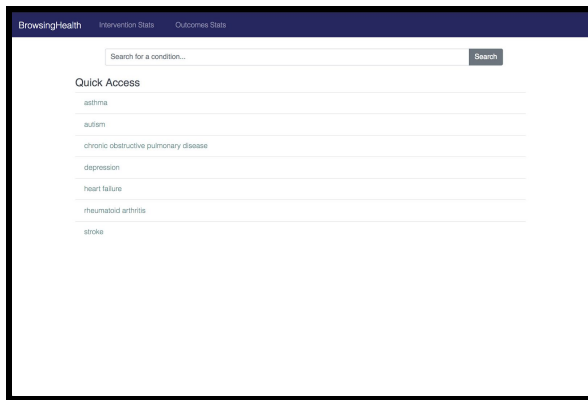 BrowsingHealth Intervention Stats Outcomes Stats
Search for a condition... Search
Quick Access
asthma
autism
chronic obstructive pulmonary disease
depression
heart failure
rheumatoid arthritis
stroke